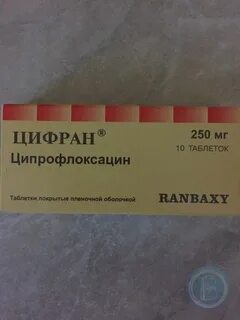 ЦИФРАН® 250 мг
10 ТАБЛЕТОК
Ципрофлоксацин
Таблетки покрытые пленочной оболочкой
RANBAXY